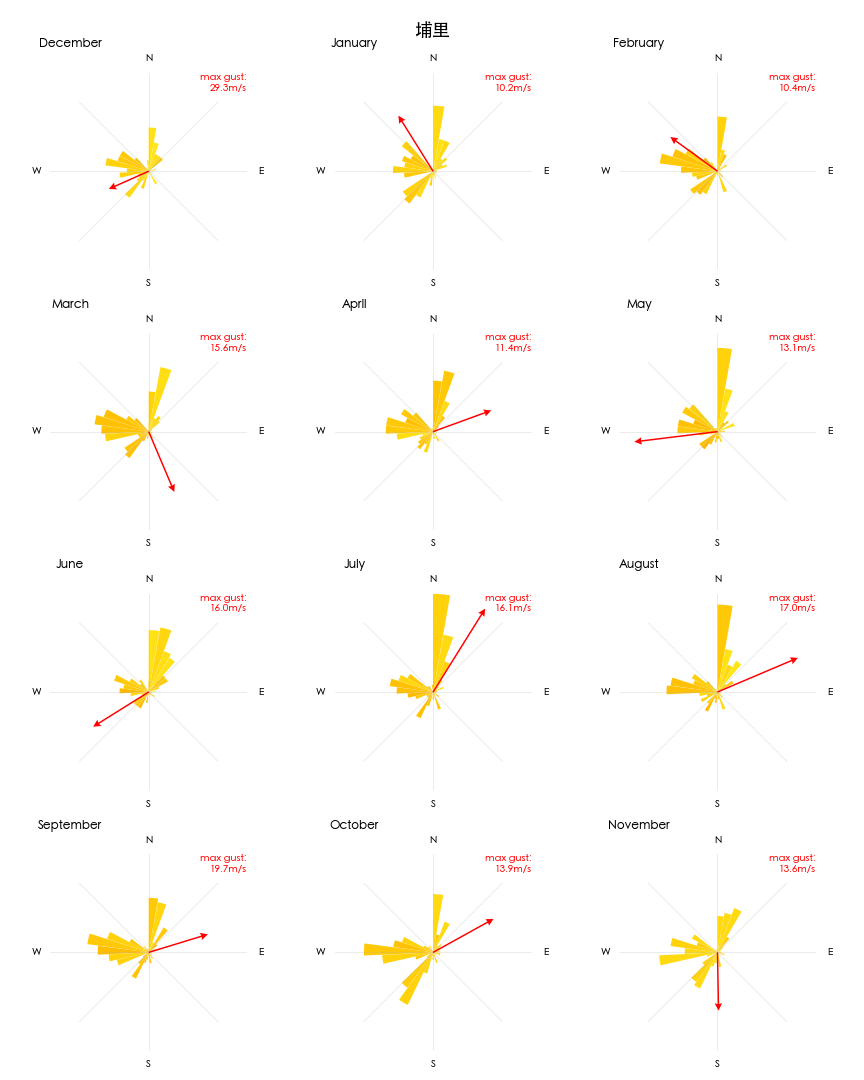 埔里
December
N
max gust:
29.3m/s
W
E
S
January
N
max gust:
10.2m/s
W
E
S
February
N
max gust:
10.4m/s
W
E
S
March
N
max gust:
15.6m/s
W
E
S
April
N
max gust:
11.4m/s
W
E
S
May
N
max gust:
13.1m/s
W
E
S
June
N
max gust:
16.0m/s
W
E
S
July
N
max gust:
16.1m/s
W
E
S
August
N
max gust:
17.0m/s
W
E
S
September
N
max gust:
19.7m/s
W
E
S
October
N
max gust:
13.9m/s
W
E
S
November
N
max gust:
13.6m/s
W
E
S